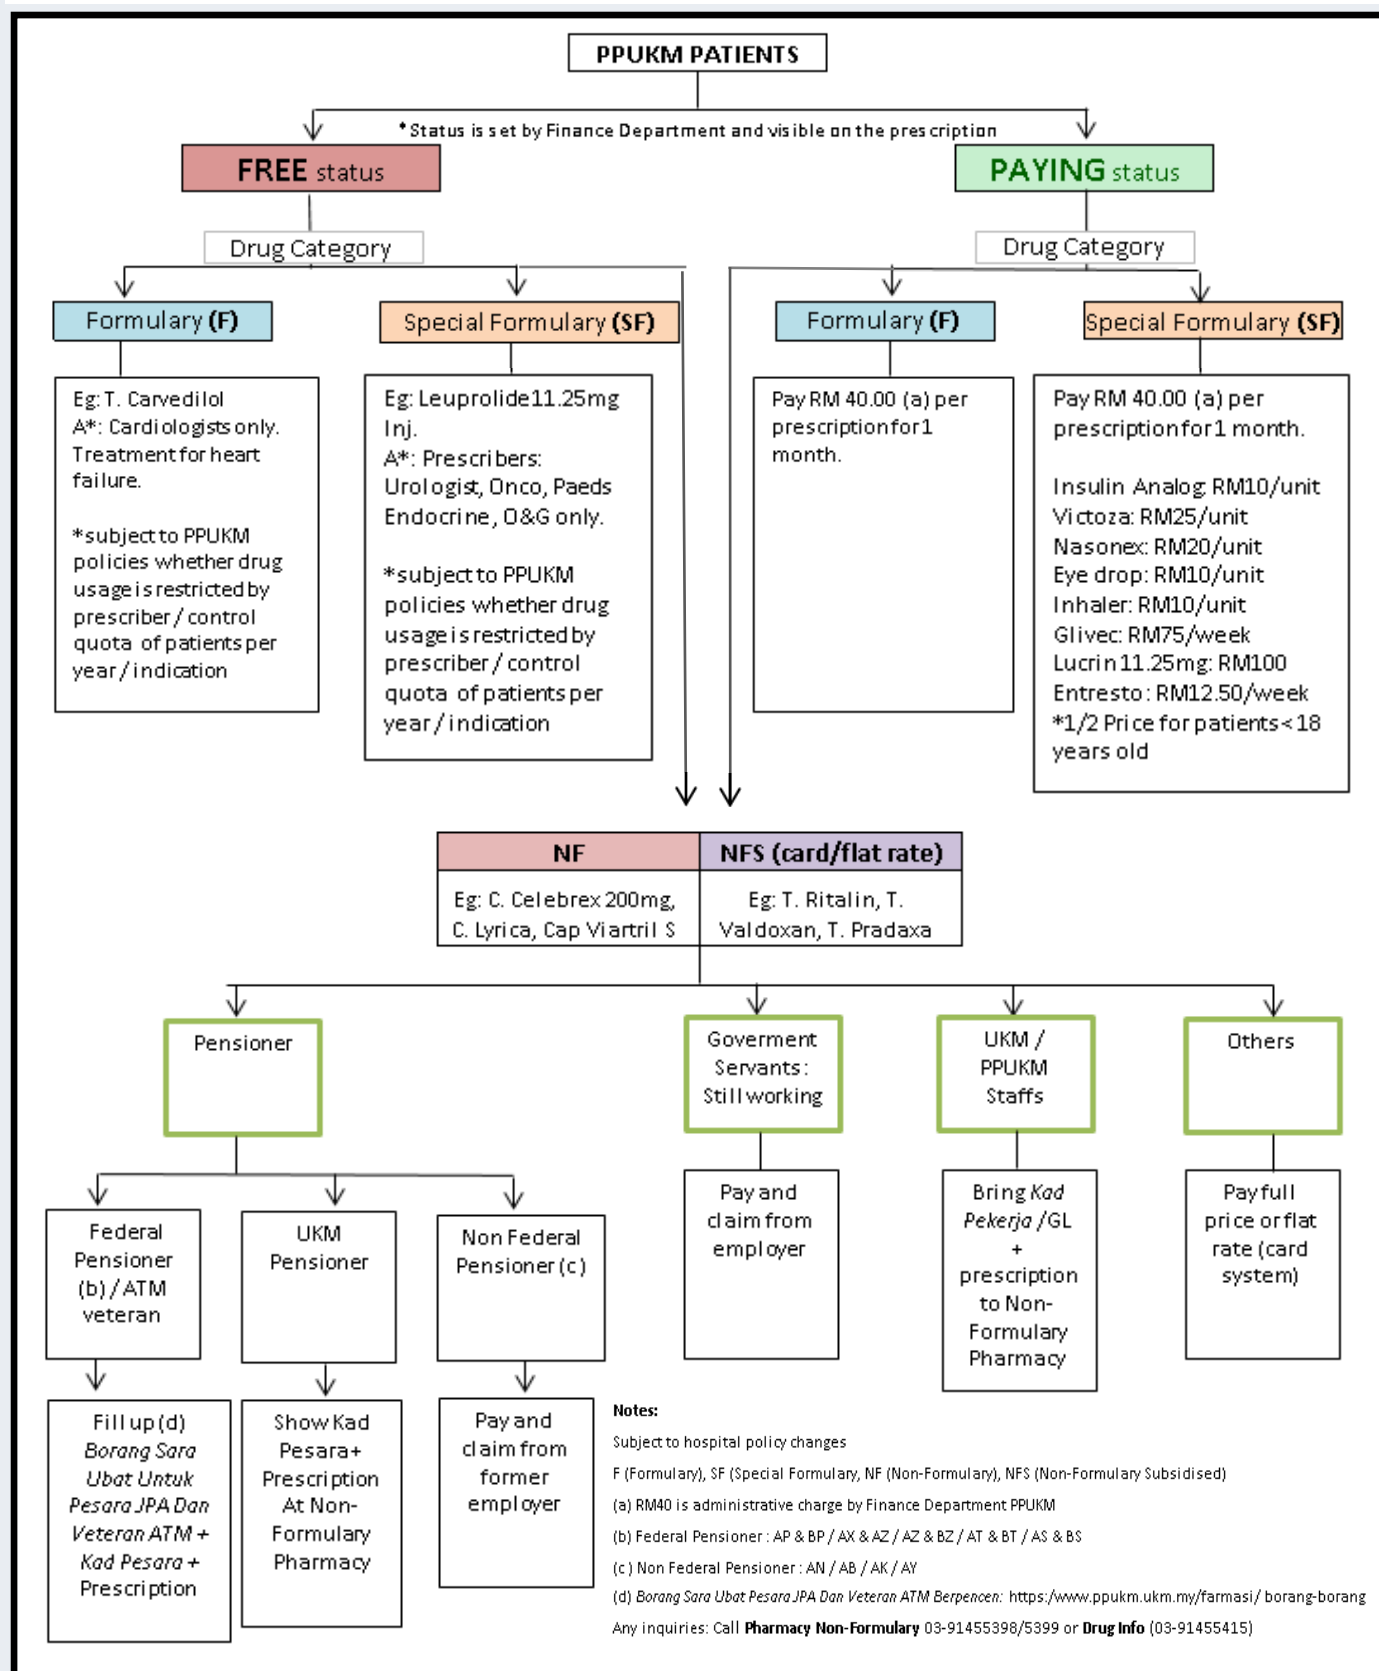 PPUKM PATIENTS
*Status is set by Finance Department and visible on the prescription
FREE status
PAYING status
Drug Category
Drug Category
Formulary (F)
Special Formulary (SF)
Formulary (F)
Special Formulary (SF)
Eg: T. Carvedilol
A*: Cardiologists only.
Treatment for heart
failure.
*subject to PPUKM
policies whether drug
usage is restricted by
prescriber / control
quota of patients per
year / indication
Eg: Leuprolide 11.25mg
Inj.
A*: Prescribers:
Urologist, Onco, Paeds
Endocrine, O&G only.
*subject to PPUKM
policies whether drug
usage is restricted by
prescriber / control
quota of patients per
year / indication
Pay RM 40.00 (a) per
prescription for 1
month.
Pay RM 40.00 (a) per
prescription for 1 month.
Insulin Analog: RM10/unit
Victoza: RM25/unit
Nasonex: RM20/unit
Eye drop: RM10/unit
Inhaler: RM10/unit
Glivec: RM75/week
Lucrin 11.25mg: RM100
Entresto: RM12.50/week
*1/2 Price for patients < 18
years old
NF
NFS (card/flat rate)
Eg: C. Celebrex 200mg,
C. Lyrica, Cap Viartril S
Eg: T. Ritalin, T.
Valdoxan, T. Pradaxa
Pensioner
Goverment
Servants:
Still working
UKM /
PPUKM
Staffs
Others
Federal
Pensioner
(b) / ATM
veteran
UKM
Pensioner
Non Federal
Pensioner (c)
Pay and
claim from
employer
Bring Kad
Pekerja /GL
+
prescription
to Non-
Formulary
Pharmacy
Pay full
price or flat
rate (card
system)
Fill up (d)
Borang Sara
Ubat Untuk
Pesara JPA Dan
Veteran ATM +
Kad Pesara +
Prescription
Show Kad
Pesara+
Prescription
At Non-
Formulary
Pharmacy
Pay and
claim from
former
employer
Notes:
Subject to hospital policy changes
F (Formulary), SF (Special Formulary, NF (Non-Formulary), NFS (Non-Formulary Subsidised)
(a) RM40 is administrative charge by Finance Department PPUKM
(b) Federal Pensioner : AP & BP / AX & AZ / AZ & BZ / AT & BT / AS & BS
(c) Non Federal Pensioner : AN / AB / AK / AY
(d) Borang Sara Ubat Pesara JPA Dan Veteran ATM Berpencen: https:/www.ppukm.ukm.my/farmasi/ borang-borang
Any inquiries: Call Pharmacy Non-Formulary 03-91455398/5399 or Drug Info (03-91455415)